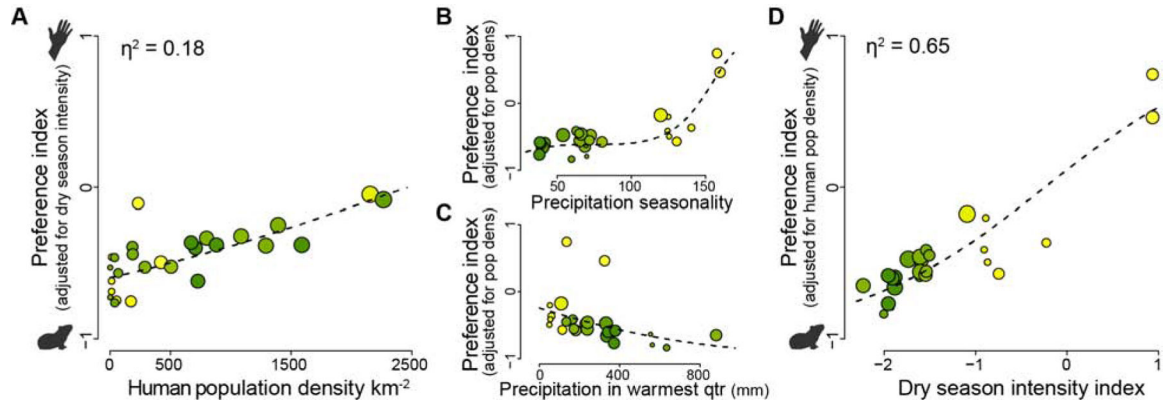 A
Preference index
(adjusted for dry season intensity)
1
0
−1
η² = 0.18
0
500
1500
2500
Human population density km⁻²
B
Preference index
(adjusted for pop dens)
1
0
−1
50
100
150
Precipitation seasonality
C
Preference index
(adjusted for pop dens)
1
0
−1
0
400
800
Precipitation in warmest qtr (mm)
D
Preference index
(adjusted for human pop density)
1
0
−1
η² = 0.65
−2
−1
0
1
Dry season intensity index